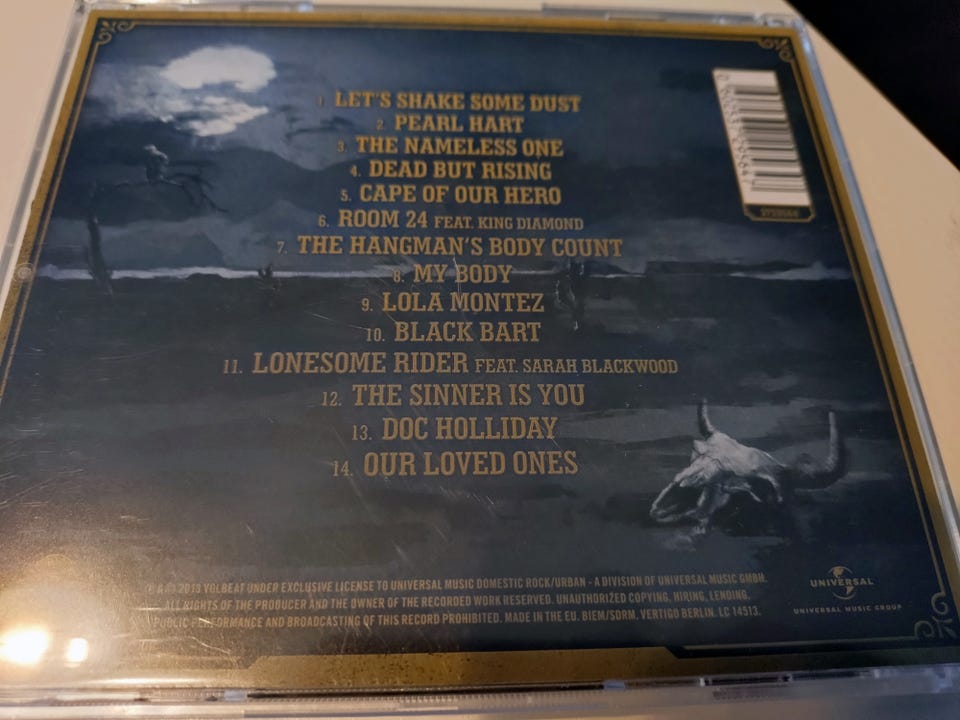 1. LET'S SHAKE SOME DUST
2. PEARL HART
3. THE NAMELESS ONE
4. DEAD BUT RISING
5. CAPE OF OUR HERO
6. ROOM 24 FEAT. KING DIAMOND
7. THE HANGMAN'S BODY COUNT
8. MY BODY
9. LOLA MONTEZ
10. BLACK BART
11. LONESOME RIDER FEAT. SARAH BLACKWOOD
12. THE SINNER IS YOU
13. DOC HOLLIDAY
14. OUR LOVED ONES
2013 VOLBEAT UNDER EXCLUSIVE LICENSE TO UNIVERSAL MUSIC DOMESTIC ROCK/URBAN - A DIVISION OF UNIVERSAL MUSIC GMBH.
ALL RIGHTS OF THE PRODUCER AND THE OWNER OF THE RECORDED WORK RESERVED. UNAUTHORIZED COPYING, HIRING, LENDING,
PUBLIC PERFORMANCE AND BROADCASTING OF THIS RECORD PROHIBITED. MADE IN THE EU. BIEM/SDRM. VERTIGO BERLIN. LC 14513.
UNIVERSAL
UNIVERSAL MUSIC GROUP